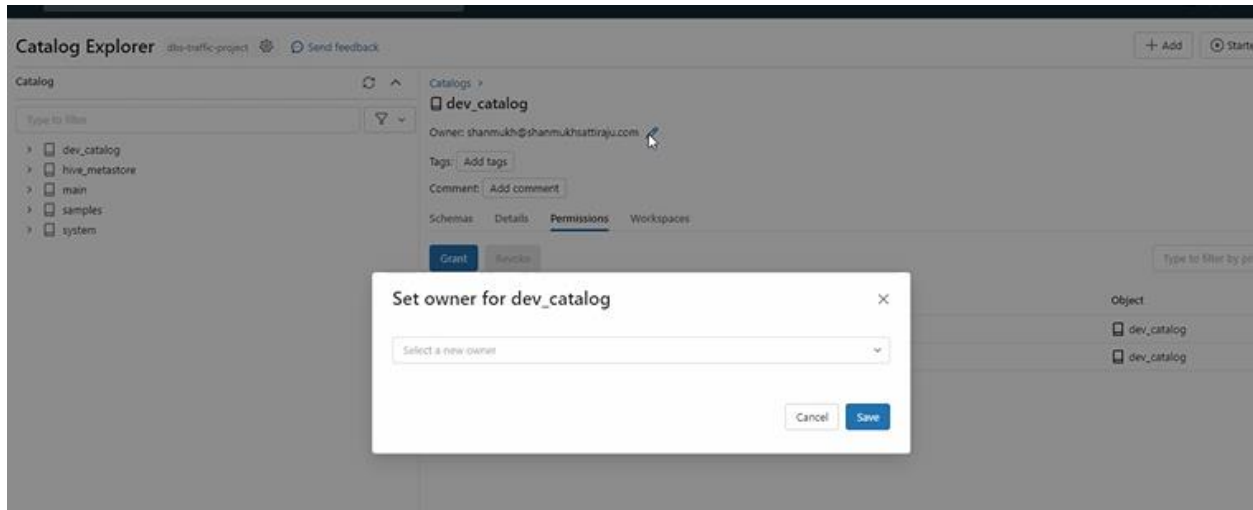 Catalog Explorer dbs-traffic-project Send feedback
+ Add Starte
Catalog
Type to filter
dev_catalog
hive_metastore
main
samples
system
Catalogs >
dev_catalog
Owner: shanmukh@shanmukhsattiraju.com
Tags: Add tags
Comment: Add comment
Schemas Details Permissions Workspaces
Grant Revoke
Type to filter by pri
Set owner for dev_catalog
Select a new owner
Cancel Save
Object
dev_catalog
dev_catalog